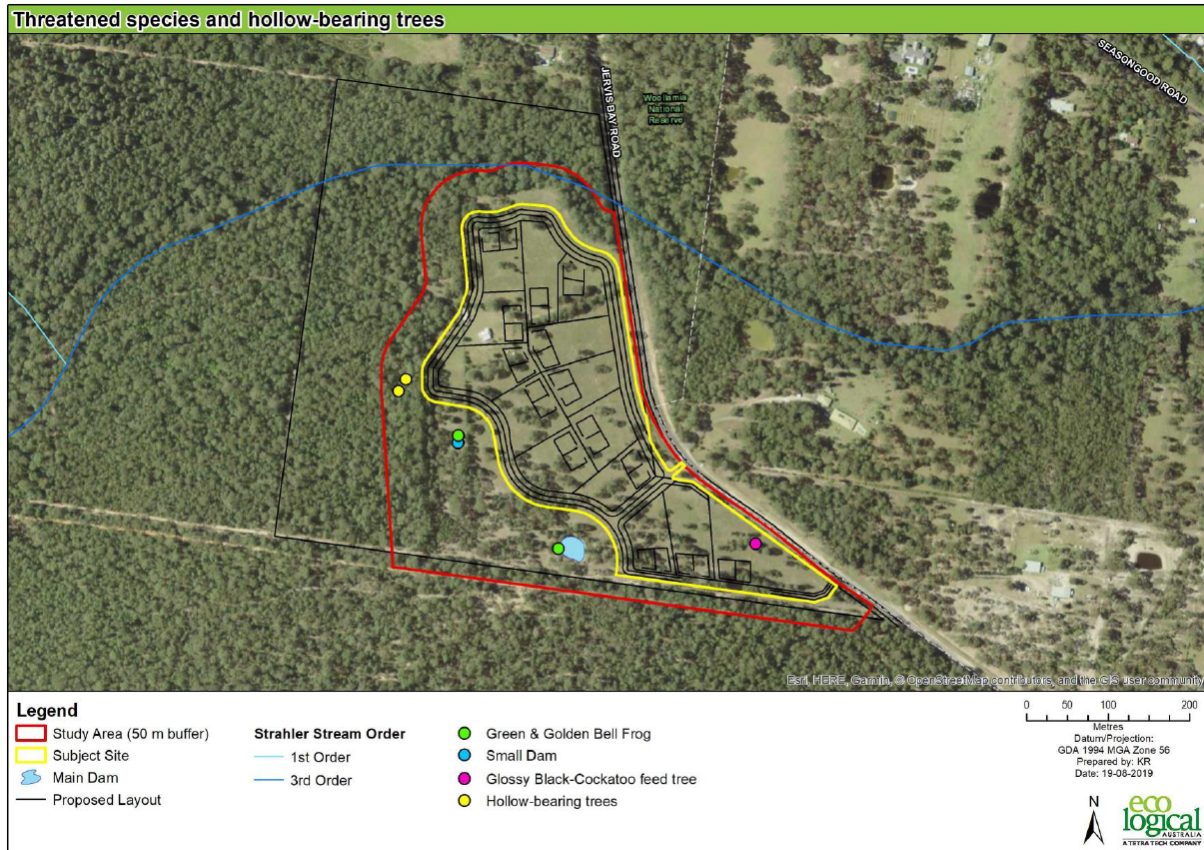 Threatened species and hollow-bearing trees
SEASONGOOD ROAD
JERVIS BAY ROAD
Woollamia
National
Reserve
Esri, HERE, Garmin, © OpenStreetMap contributors, and the GIS user community
Legend
Study Area (50 m buffer)
Subject Site
Main Dam
Proposed Layout
Strahler Stream Order
1st Order
3rd Order
Green & Golden Bell Frog
Small Dam
Glossy Black-Cockatoo feed tree
Hollow-bearing trees
0 50 100 200
Metres
Datum/Projection:
GDA 1994 MGA Zone 56
Prepared by: KR
Date: 19-08-2019
N
eco
logical
AUSTRALIA
A TETRA TECH COMPANY